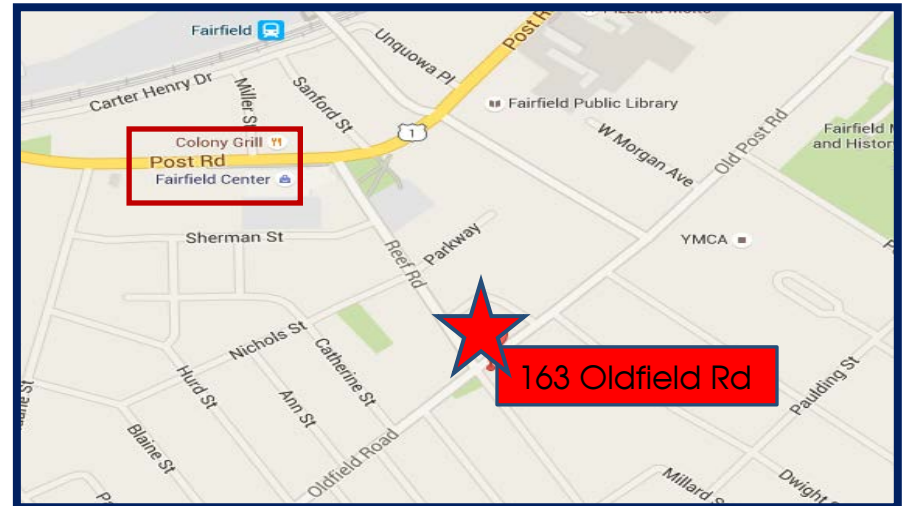 Fairfield
Post R
Unquowa Pl
Carter Henry Dr
Miller St
Sanford St
1
Fairfield Public Library
Old Post Rd
Fairfield M
and Histor
W Morgan Ave
Colony Grill
Post Rd
Fairfield Center
Sherman St
Reef Rd
Parkway
YMCA
Nichols St
Catherine St
Hurd St
Ann St
163 Oldfield Rd
Paulding St
Blaine St
Oldfield Road
Millard S
Dwight